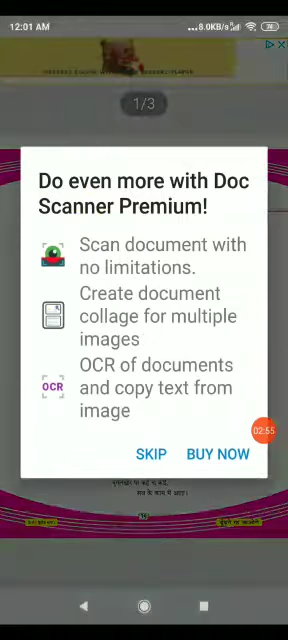 12:01 AM
...8.0KB/s
74
1/3
Do even more with Doc
Scanner Premium!
Scan document with
no limitations.
Create document
collage for multiple
images
OCR
OCR of documents
and copy text from
image
02:55
SKIP
BUY NOW